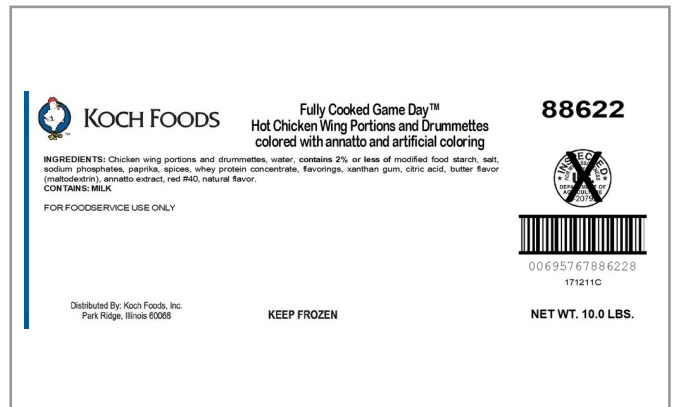 KOCH FOODS
Fully Cooked Game Day™
Hot Chicken Wing Portions and Drummettes
colored with annatto and artificial coloring
88622
INGREDIENTS: Chicken wing portions and drummettes, water, contains 2% or less of modified food starch, salt,
sodium phosphates, paprika, spices, whey protein concentrate, flavorings, xanthan gum, citric acid, butter flavor
(maltodextrin), annatto extract, red #40, natural flavor.
CONTAINS: MILK
FOR FOODSERVICE USE ONLY
INSPECTED
DEPARTMENT OF
AGRICULTURE
00695767886228
171211C
Distributed By: Koch Foods, Inc.
Park Ridge, Illinois 60068
KEEP FROZEN
NET WT. 10.0 LBS.